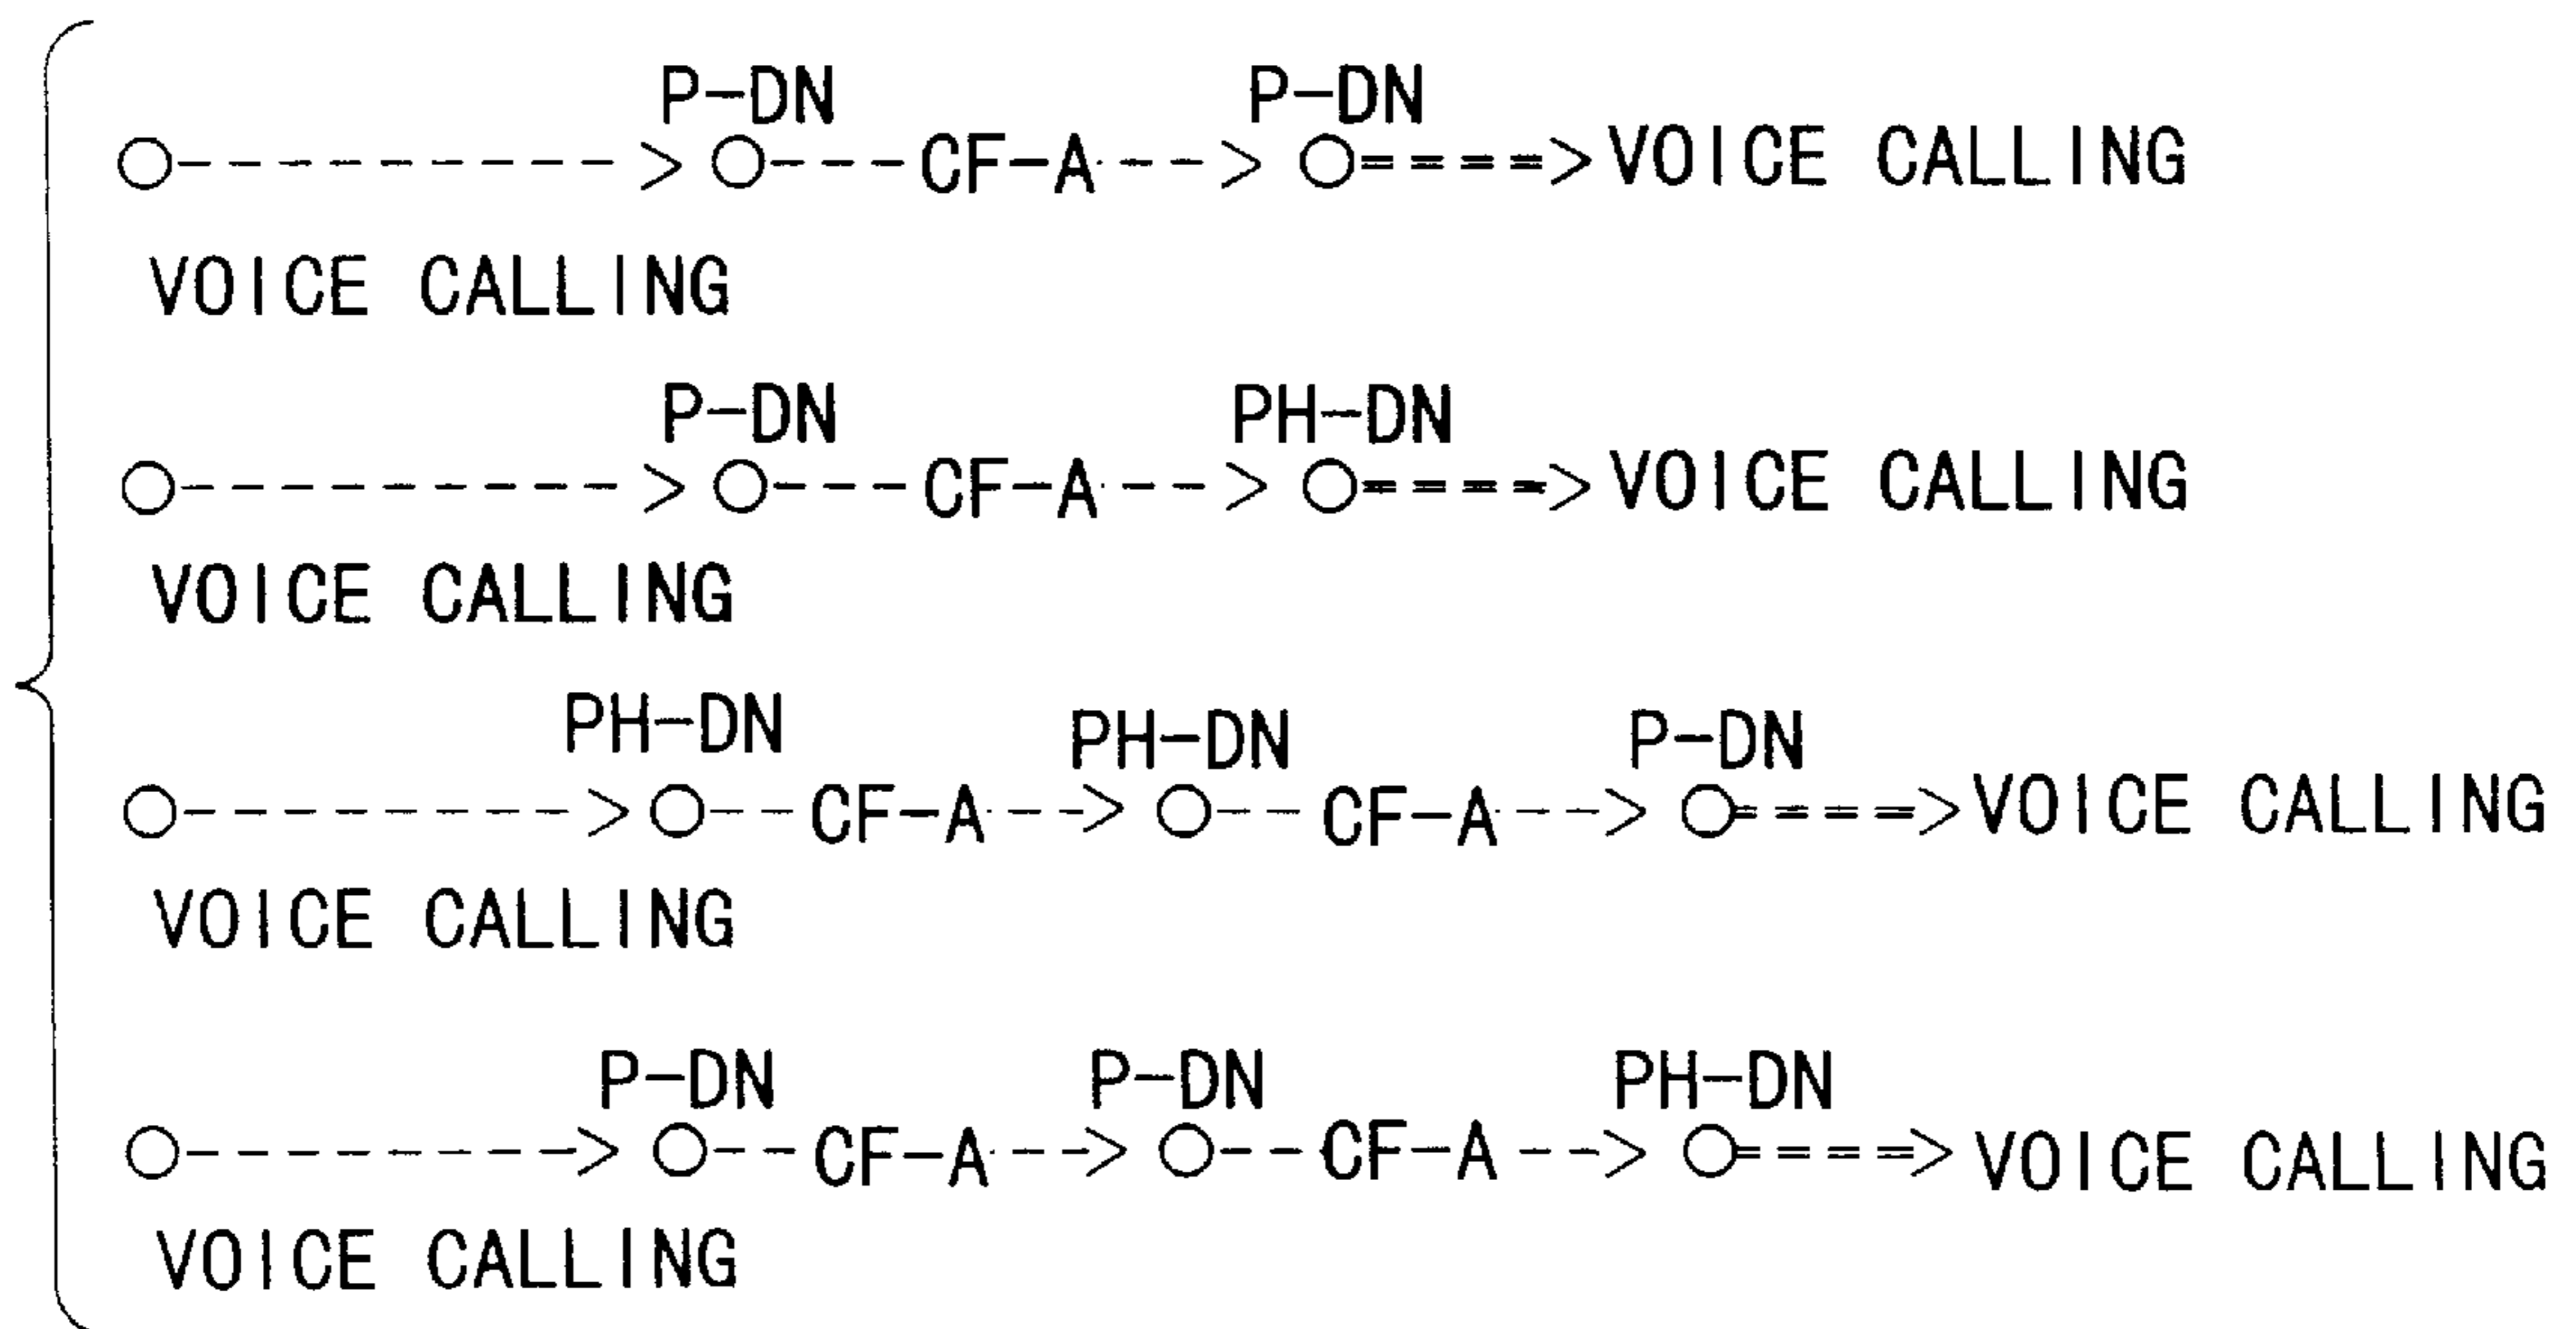 P-DN P-DN
CF-A VOICE CALLING
VOICE CALLING
P-DN PH-DN
CF-A VOICE CALLING
VOICE CALLING
PH-DN PH-DN P-DN
CF-A CF-A VOICE CALLING
VOICE CALLING
P-DN P-DN PH-DN
CF-A CF-A VOICE CALLING
VOICE CALLING